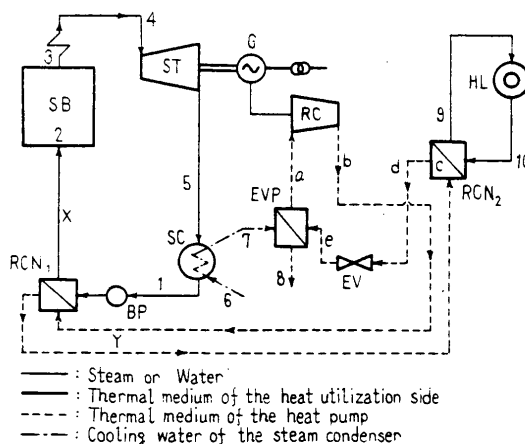 4
3
ST
G
RC
9
HL
SB
2
5
a
b
d
c
10
RCN2
X
EVP
7
e
SC
EV
RCN1
1
6
8
BP
Y
: Steam or Water
: Thermal medium of the heat utilization side
: Thermal medium of the heat pump
: Cooling water of the steam condenser